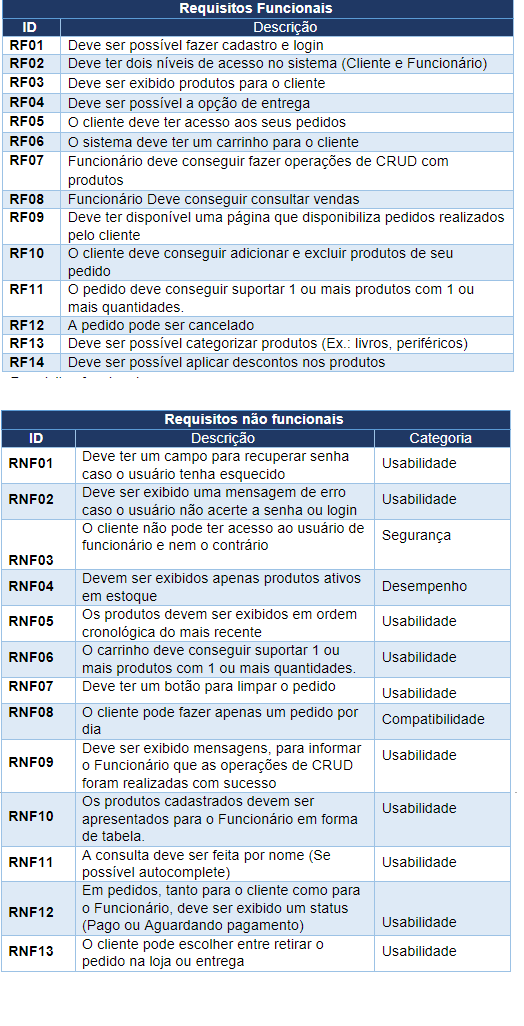 Requisitos Funcionais
ID Descrição
RF01 Deve ser possível fazer cadastro e login
RF02 Deve ter dois níveis de acesso no sistema (Cliente e Funcionário)
RF03 Deve ser exibido produtos para o cliente
RF04 Deve ser possível a opção de entrega
RF05 O cliente deve ter acesso aos seus pedidos
RF06 O sistema deve ter um carrinho para o cliente
RF07 Funcionário deve conseguir fazer operações de CRUD com
produtos
RF08 Funcionário Deve conseguir consultar vendas
RF09 Deve ter disponível uma página que disponibiliza pedidos realizados
pelo cliente
RF10 O cliente deve conseguir adicionar e excluir produtos de seu
pedido
RF11 O pedido deve conseguir suportar 1 ou mais produtos com 1 ou
mais quantidades.
RF12 A pedido pode ser cancelado
RF13 Deve ser possível categorizar produtos (Ex.: livros, periféricos)
RF14 Deve ser possível aplicar descontos nos produtos
Requisitos não funcionais
ID Descrição Categoria
RNF01 Deve ter um campo para recuperar senha
caso o usuário tenha esquecido Usabilidade
RNF02 Deve ser exibido uma mensagem de erro
caso o usuário não acerte a senha ou login Usabilidade
RNF03 O cliente não pode ter acesso ao usuário de
funcionário e nem o contrário Segurança
RNF04 Devem ser exibidos apenas produtos ativos
em estoque Desempenho
RNF05 Os produtos devem ser exibidos em ordem
cronológica do mais recente Usabilidade
RNF06 O carrinho deve conseguir suportar 1 ou
mais produtos com 1 ou mais quantidades. Usabilidade
RNF07 Deve ter um botão para limpar o pedido Usabilidade
RNF08 O cliente pode fazer apenas um pedido por
dia Compatibilidade
RNF09 Deve ser exibido mensagens, para informar
o Funcionário que as operações de CRUD
foram realizadas com sucesso Usabilidade
RNF10 Os produtos cadastrados devem ser
apresentados para o Funcionário em forma
de tabela. Usabilidade
RNF11 A consulta deve ser feita por nome (Se
possível autocomplete) Usabilidade
RNF12 Em pedidos, tanto para o cliente como para
o Funcionário, deve ser exibido um status
(Pago ou Aguardando pagamento) Usabilidade
RNF13 O cliente pode escolher entre retirar o
pedido na loja ou entrega Usabilidade